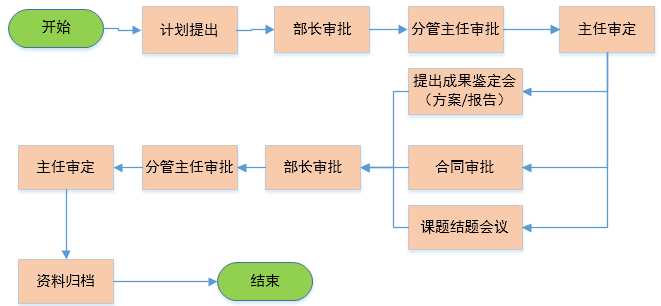 开始
计划提出
部长审批
分管主任审批
主任审定
提出成果鉴定会
（方案/报告）
合同审批
课题结题会议
部长审批
分管主任审批
主任审定
资料归档
结束